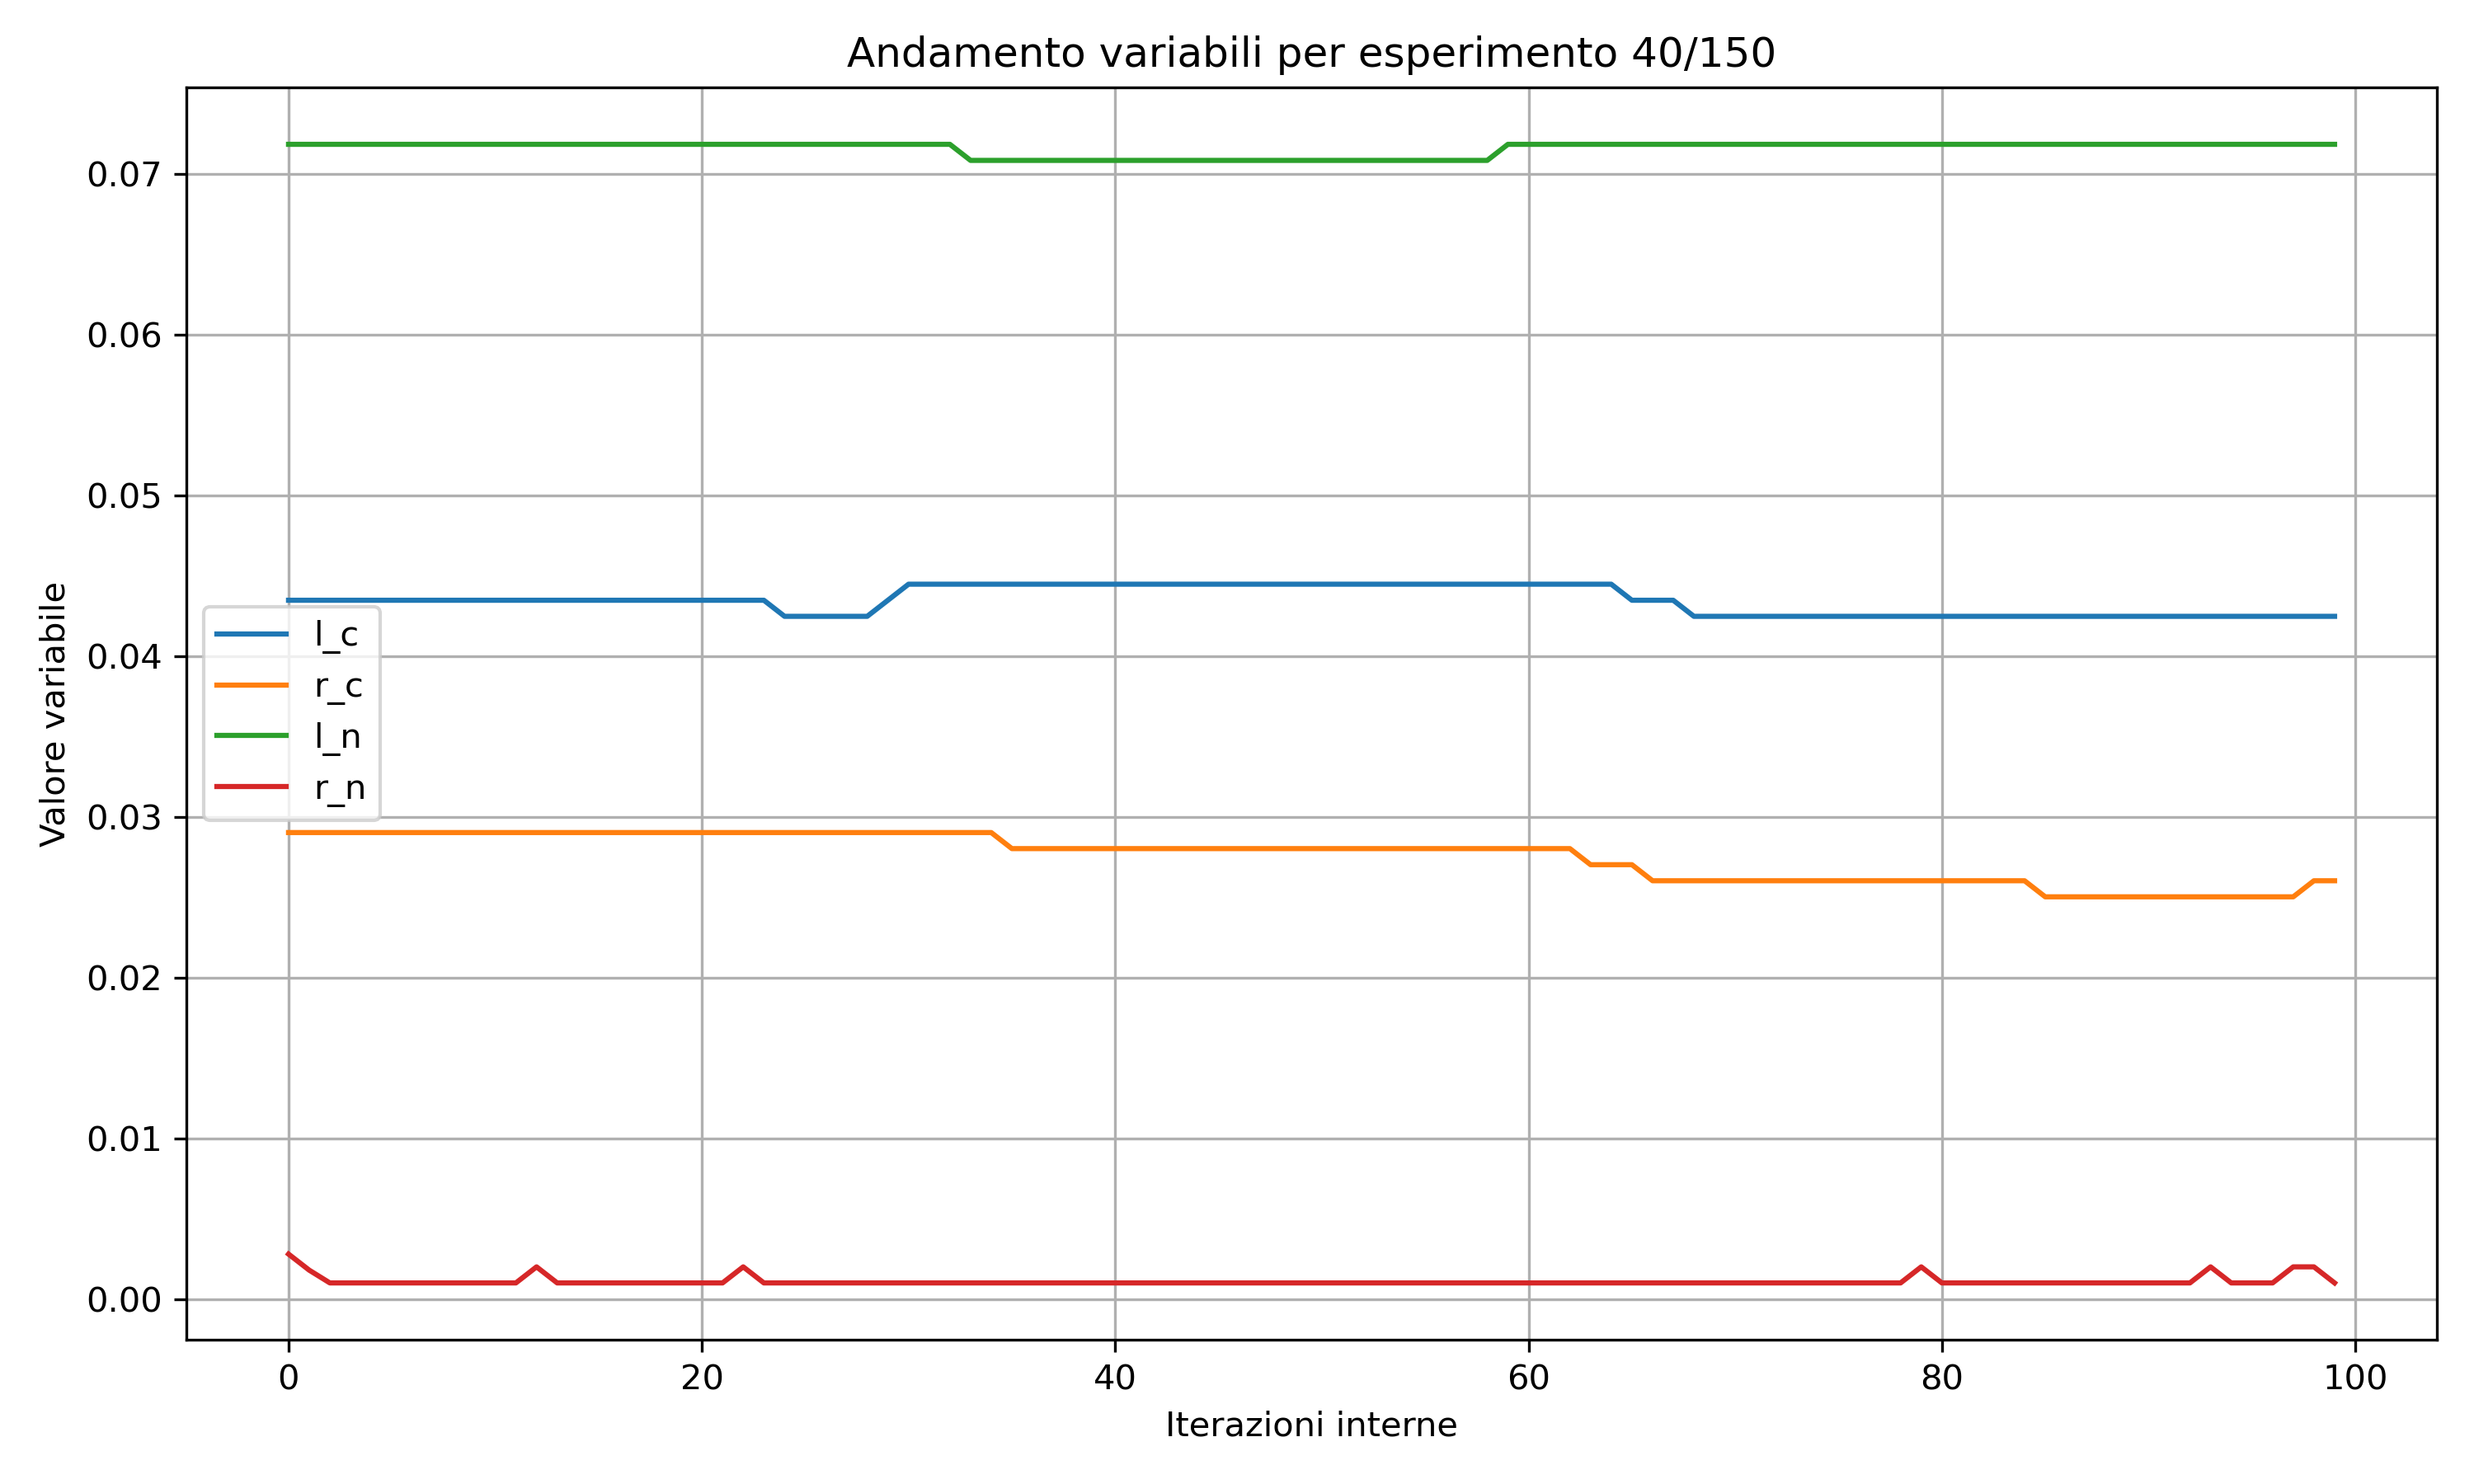 Andamento variabili per esperimento 40/150
Valore variabile
0.07
0.06
0.05
0.04
0.03
0.02
0.01
0.00
l_c
r_c
l_n
r_n
0 20 40 60 80 100
Iterazioni interne